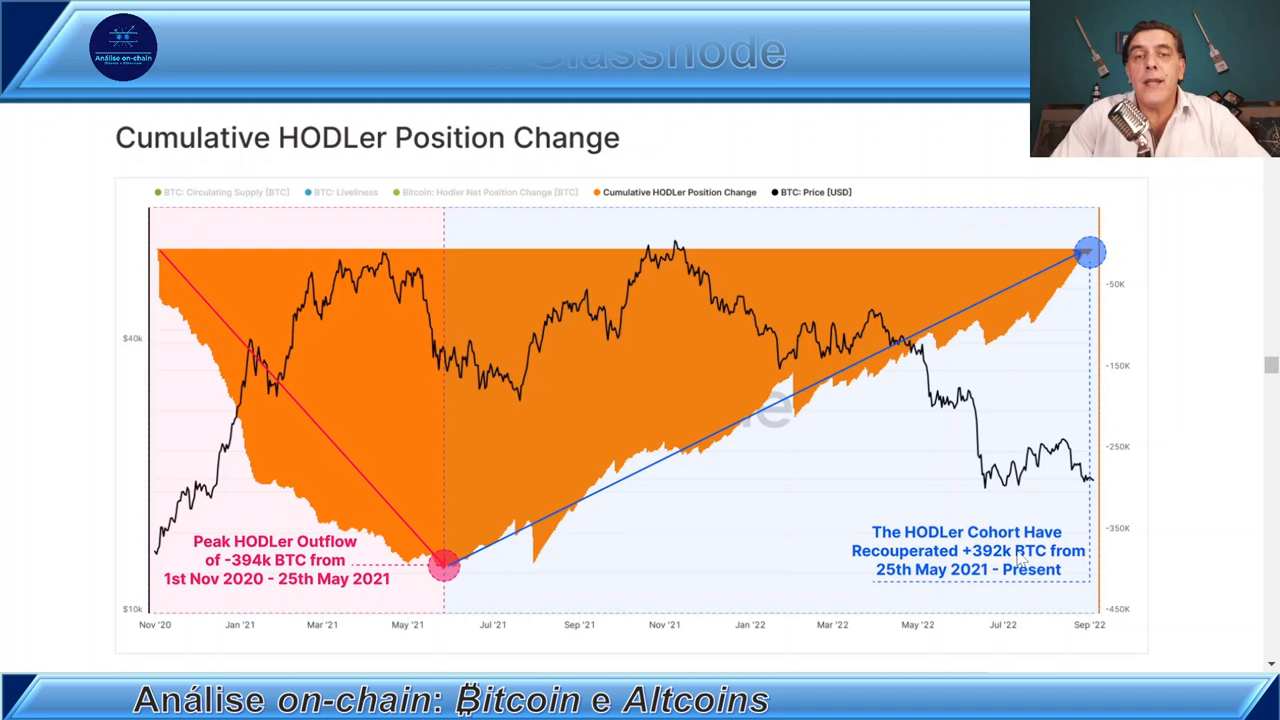 Análise on-chain
Glassnode
Cumulative HODLer Position Change
BTC: Circulating Supply [BTC]
BTC: Liveliness
Bitcoin: Hodler Net Position Change [BTC]
Cumulative HODLer Position Change
BTC: Price [USD]
$40k
$10k
-50K
-150K
-250K
-350K
-450K
Peak HODLer Outflow
of -394k BTC from
1st Nov 2020 - 25th May 2021
The HODLer Cohort Have
Recouperated +392k BTC from
25th May 2021 - Present
Nov '20
Jan '21
Mar '21
May '21
Jul '21
Sep '21
Nov '21
Jan '22
Mar '22
May '22
Jul '22
Sep '22
Análise on-chain: ₿itcoin e Altcoins